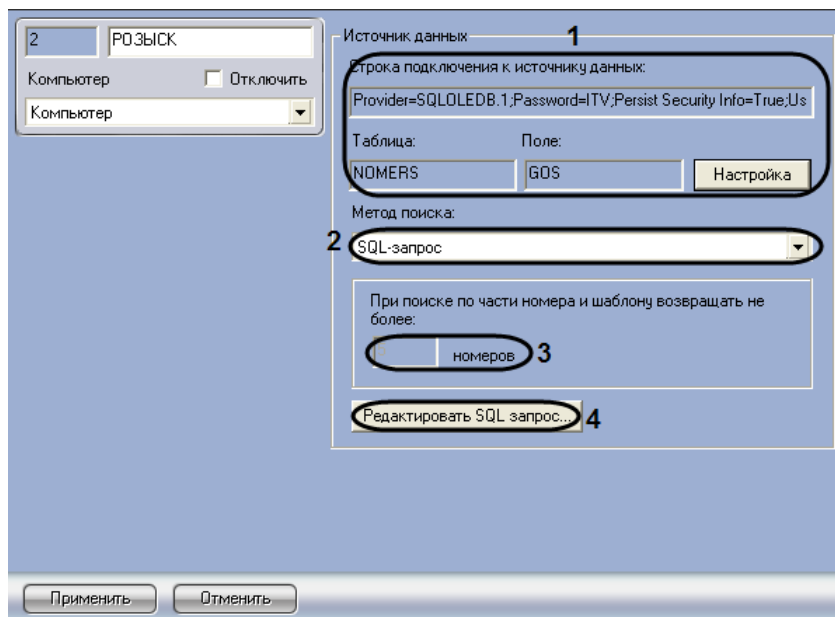 2 РОЗЫСК
Компьютер Отключить
Компьютер
Источник данных 1
Строка подключения к источнику данных:
Provider=SQLOLEDB.1;Password=ITV;Persist Security Info=True;Us
Таблица: Поле:
NOMERS GOS Настройка
Метод поиска:
2 SQL-запрос
При поиске по части номера и шаблону возвращать не
более:
номеров 3
Редактировать SQL запрос... 4
Применить Отменить